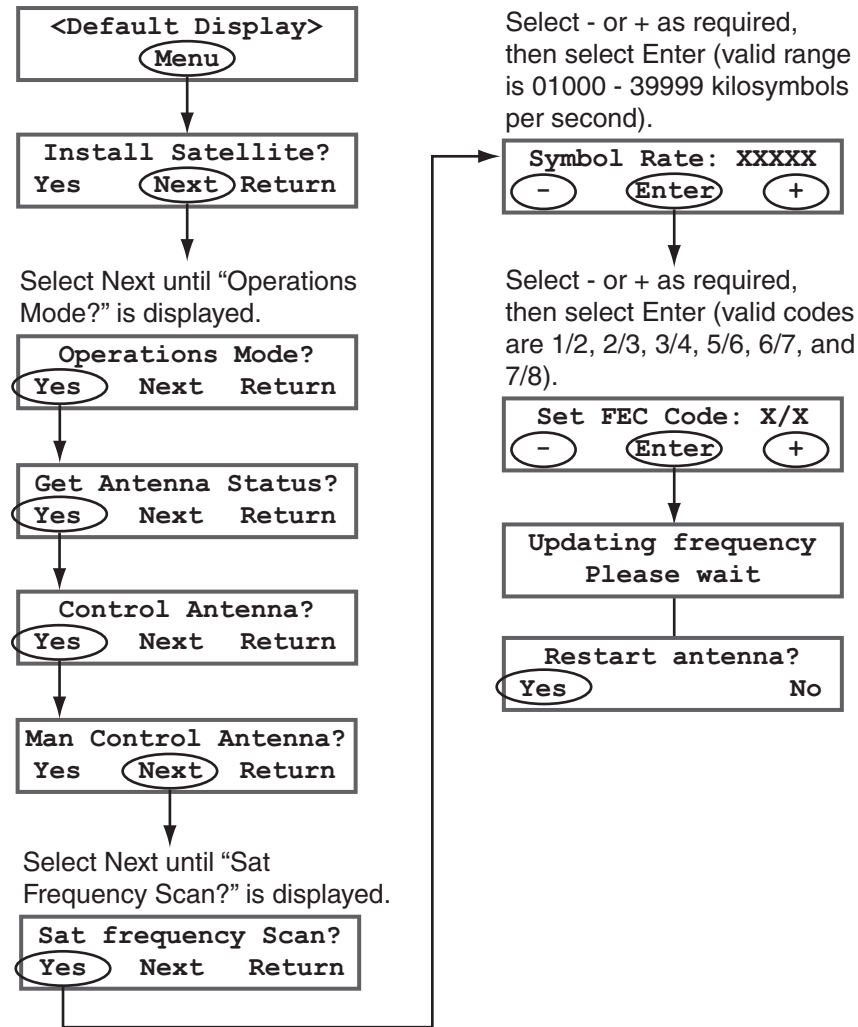 <Default Display>
Menu
Install Satellite?
Yes Next Return
Select Next until “Operations
Mode?” is displayed.
Operations Mode?
Yes Next Return
Get Antenna Status?
Yes Next Return
Control Antenna?
Yes Next Return
Man Control Antenna?
Yes Next Return
Select Next until “Sat
Frequency Scan?” is displayed.
Sat frequency Scan?
Yes Next Return
Select - or + as required,
then select Enter (valid range
is 01000 - 39999 kilosymbols
per second).
Symbol Rate: XXXXX
- Enter +
Select - or + as required,
then select Enter (valid codes
are 1/2, 2/3, 3/4, 5/6, 6/7, and
7/8).
Set FEC Code: X/X
- Enter +
Updating frequency
Please wait
Restart antenna?
Yes No